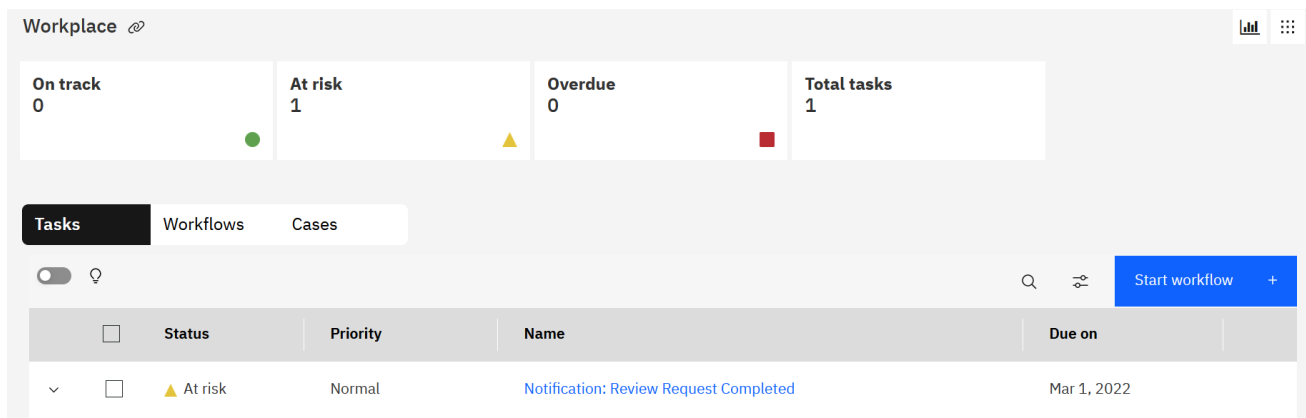 Workplace
On track
0
At risk
1
Overdue
0
Total tasks
1
Tasks Workflows Cases
Start workflow +
Status Priority Name Due on
At risk Normal Notification: Review Request Completed Mar 1, 2022